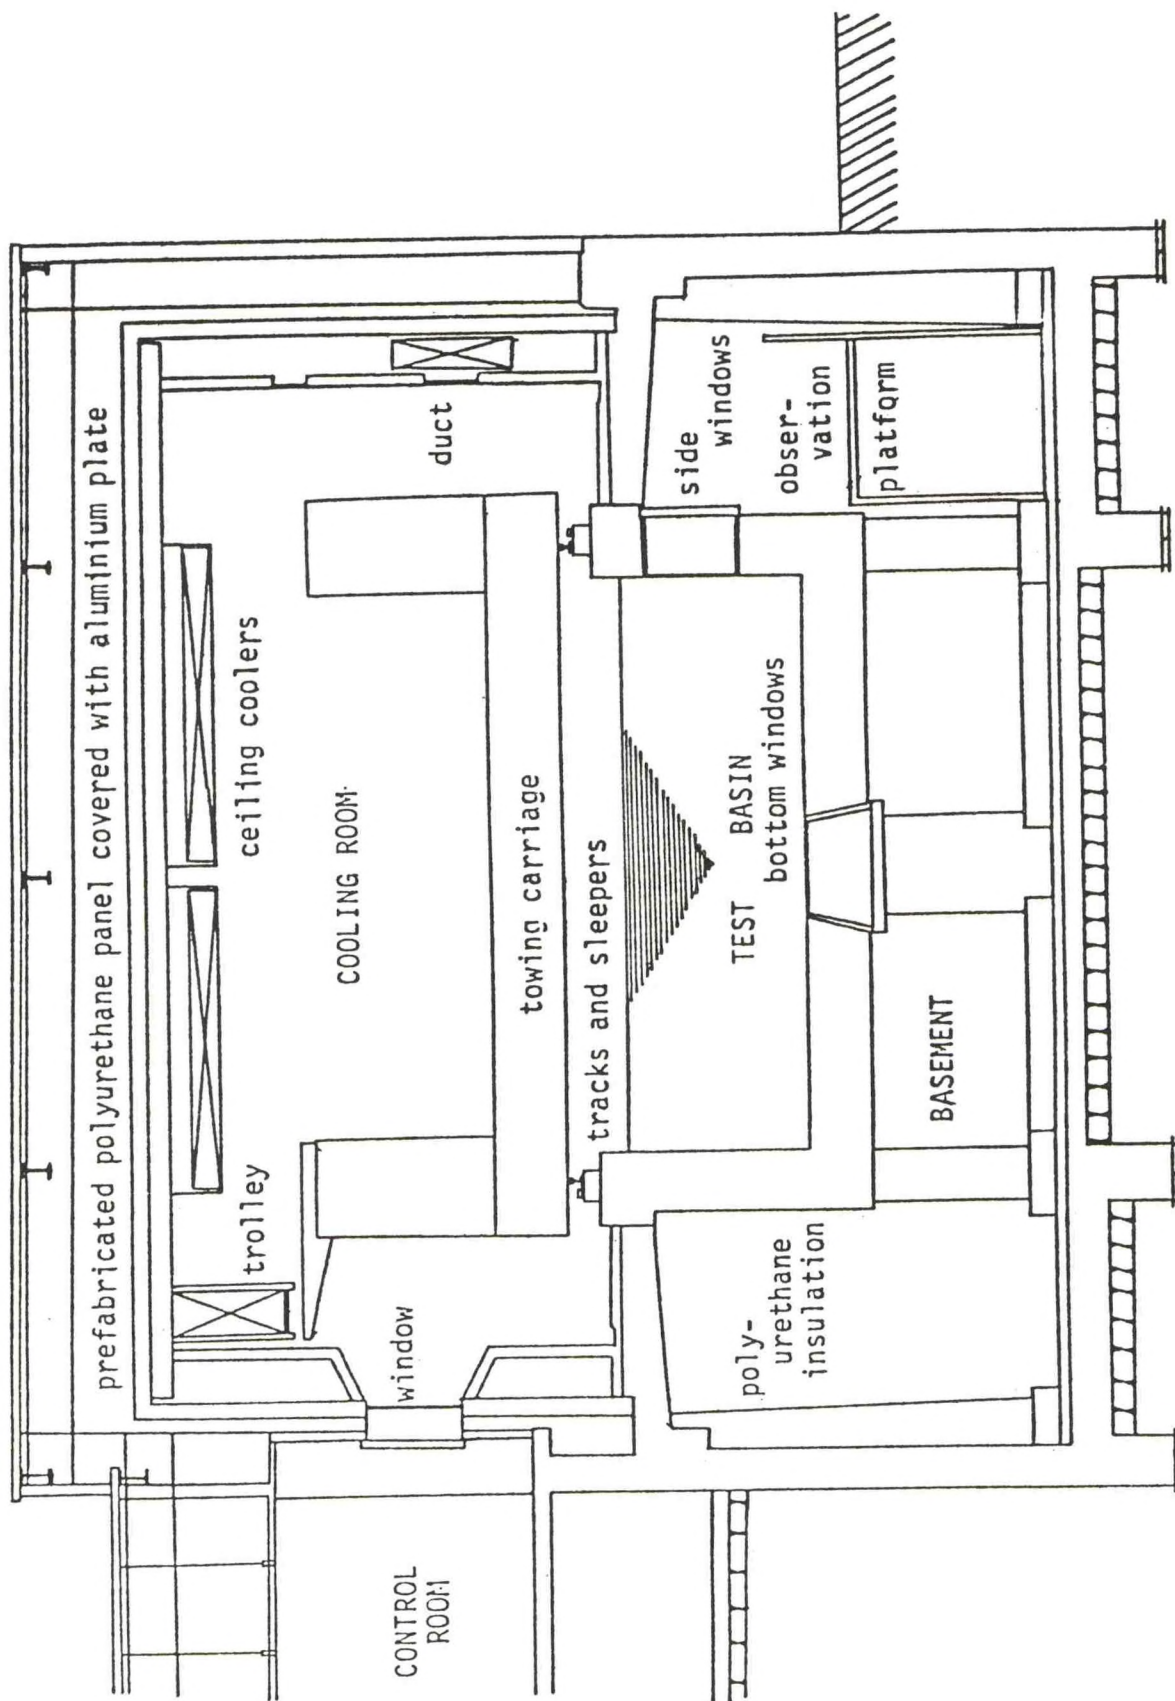 prefabricated polyurethane panel covered with aluminium plate
trolley
ceiling coolers
COOLING ROOM
duct
window
towing carriage
tracks and sleepers
CONTROL
ROOM
side
windows
TEST BASIN
bottom windows
obser-
vation
platform
poly-
urethane
insulation
BASEMENT